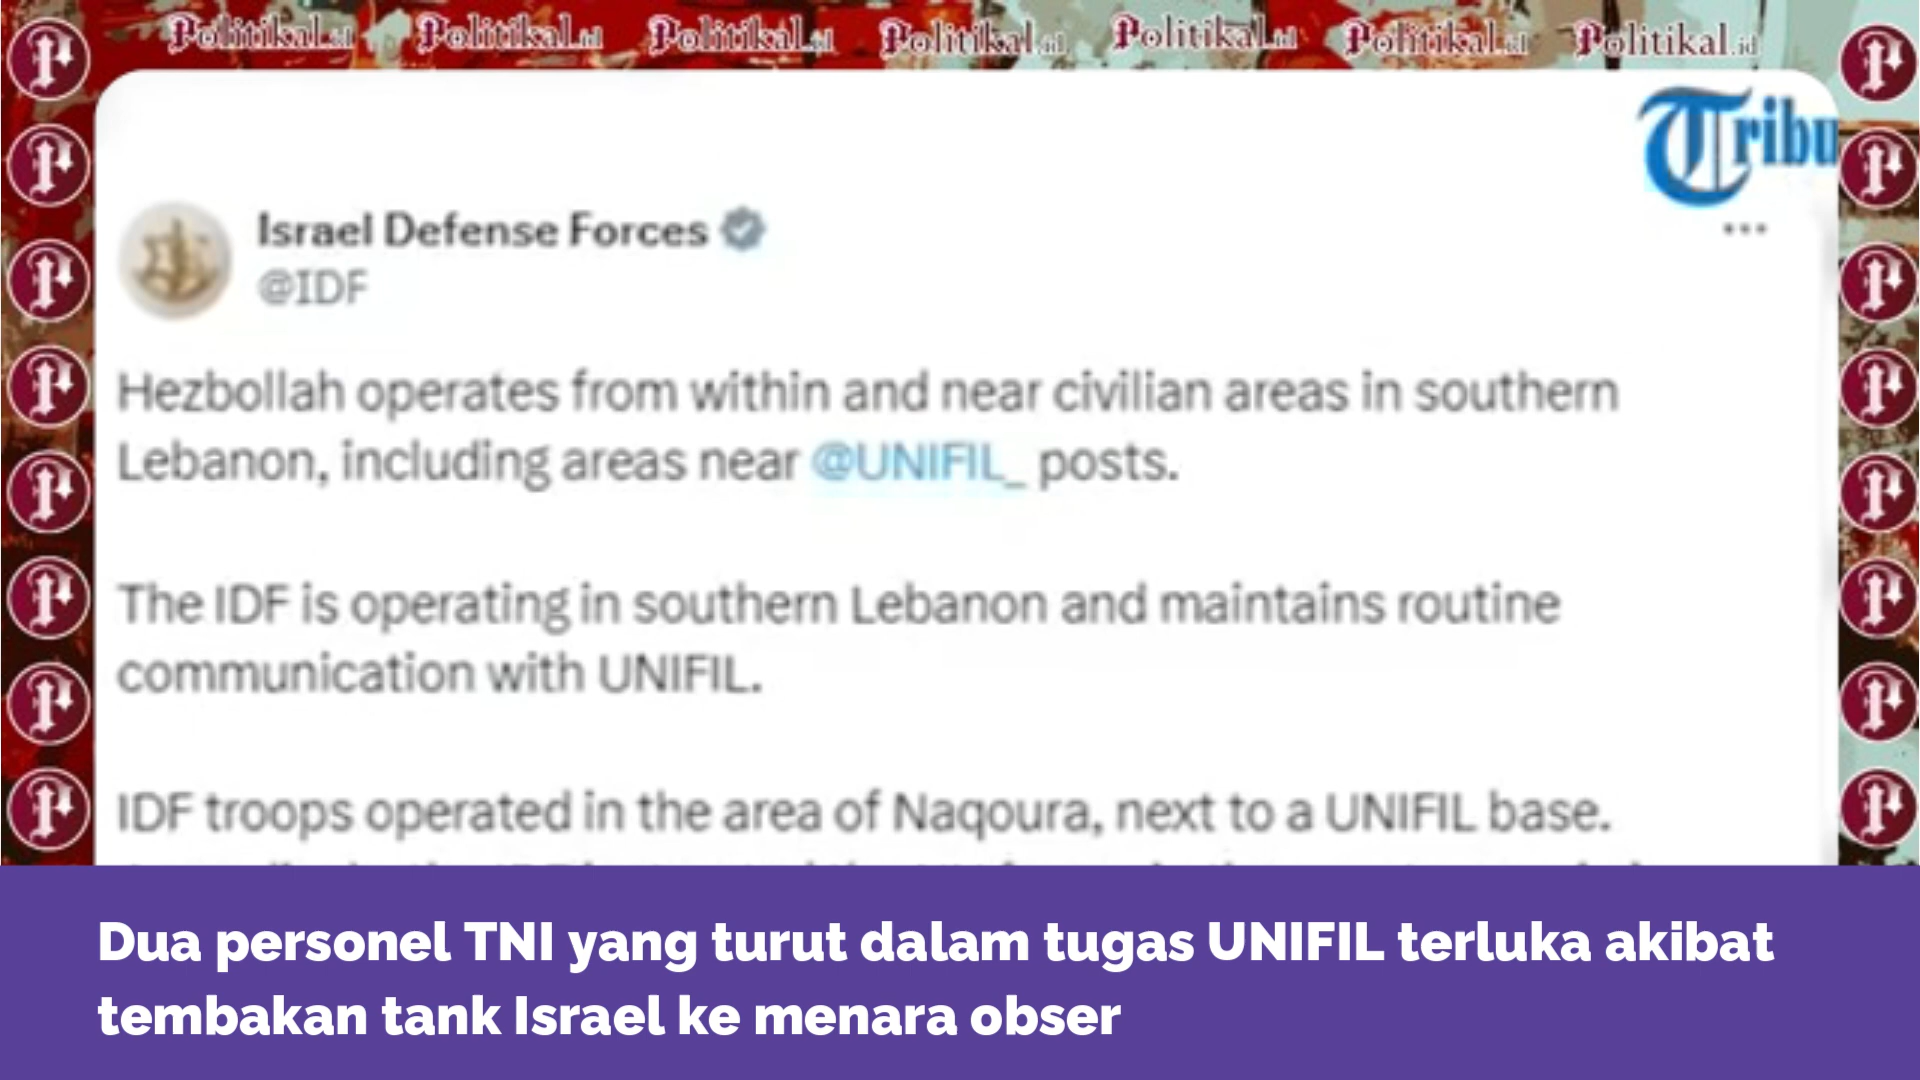 Politikal.id Politikal.id Politikal.id Politikal.id Politikal.id Politikal.id Politikal.id
Tribu
Israel Defense Forces
@IDF
Hezbollah operates from within and near civilian areas in southern
Lebanon, including areas near @UNIFIL_ posts.
The IDF is operating in southern Lebanon and maintains routine
communication with UNIFIL.
IDF troops operated in the area of Naqoura, next to a UNIFIL base.
Dua personel TNI yang turut dalam tugas UNIFIL terluka akibat
tembakan tank Israel ke menara obser